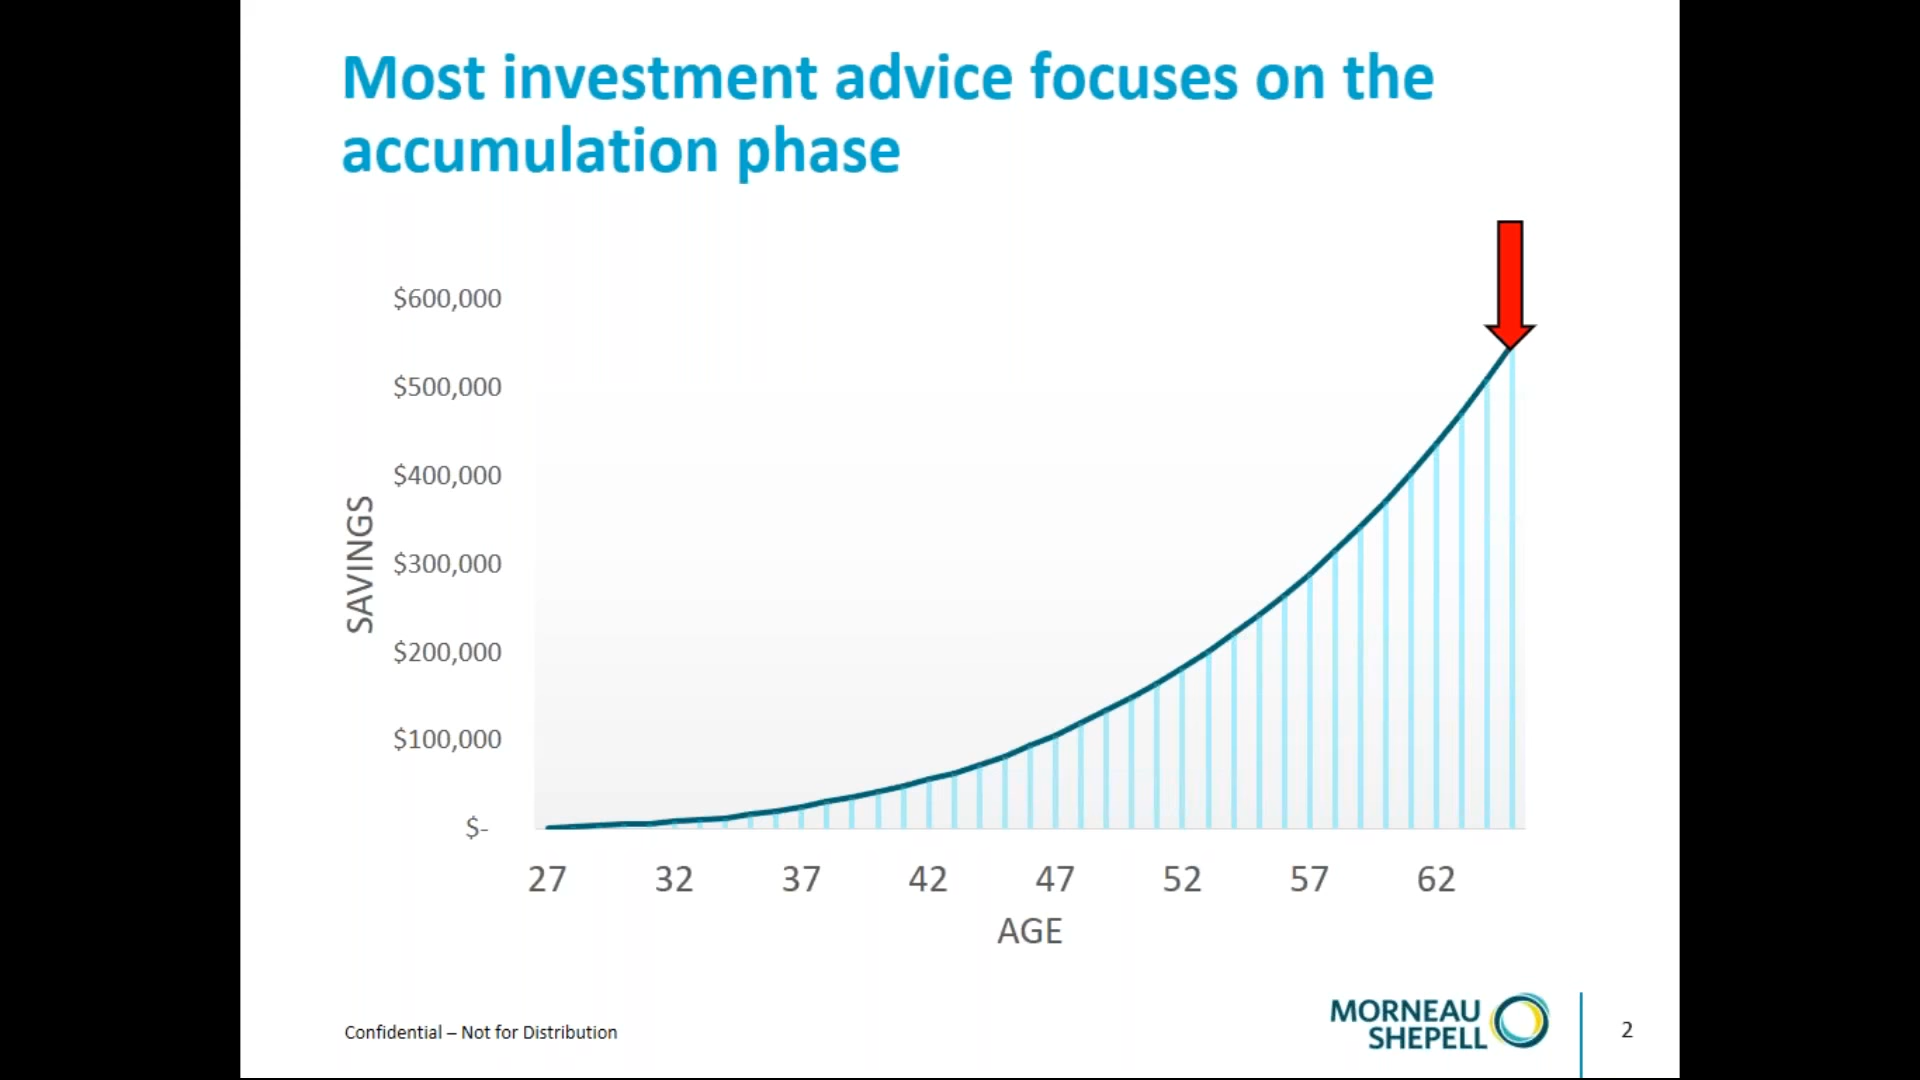 Most investment advice focuses on the
accumulation phase
$600,000
$500,000
$400,000
$300,000
$200,000
$100,000
$-
SAVINGS
27 32 37 42 47 52 57 62
AGE
Confidential – Not for Distribution
MORNEAU
SHEPELL
2